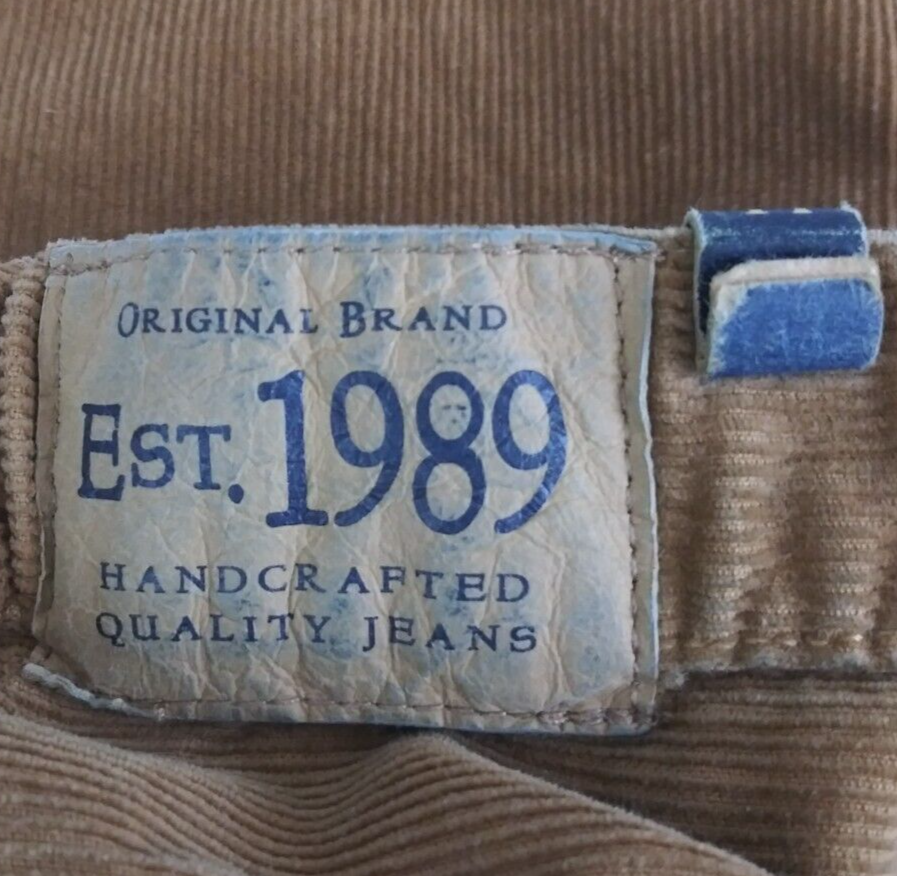 ORIGINAL BRAND
EST. 1989
HANDCRAFTED
QUALITY JEANS